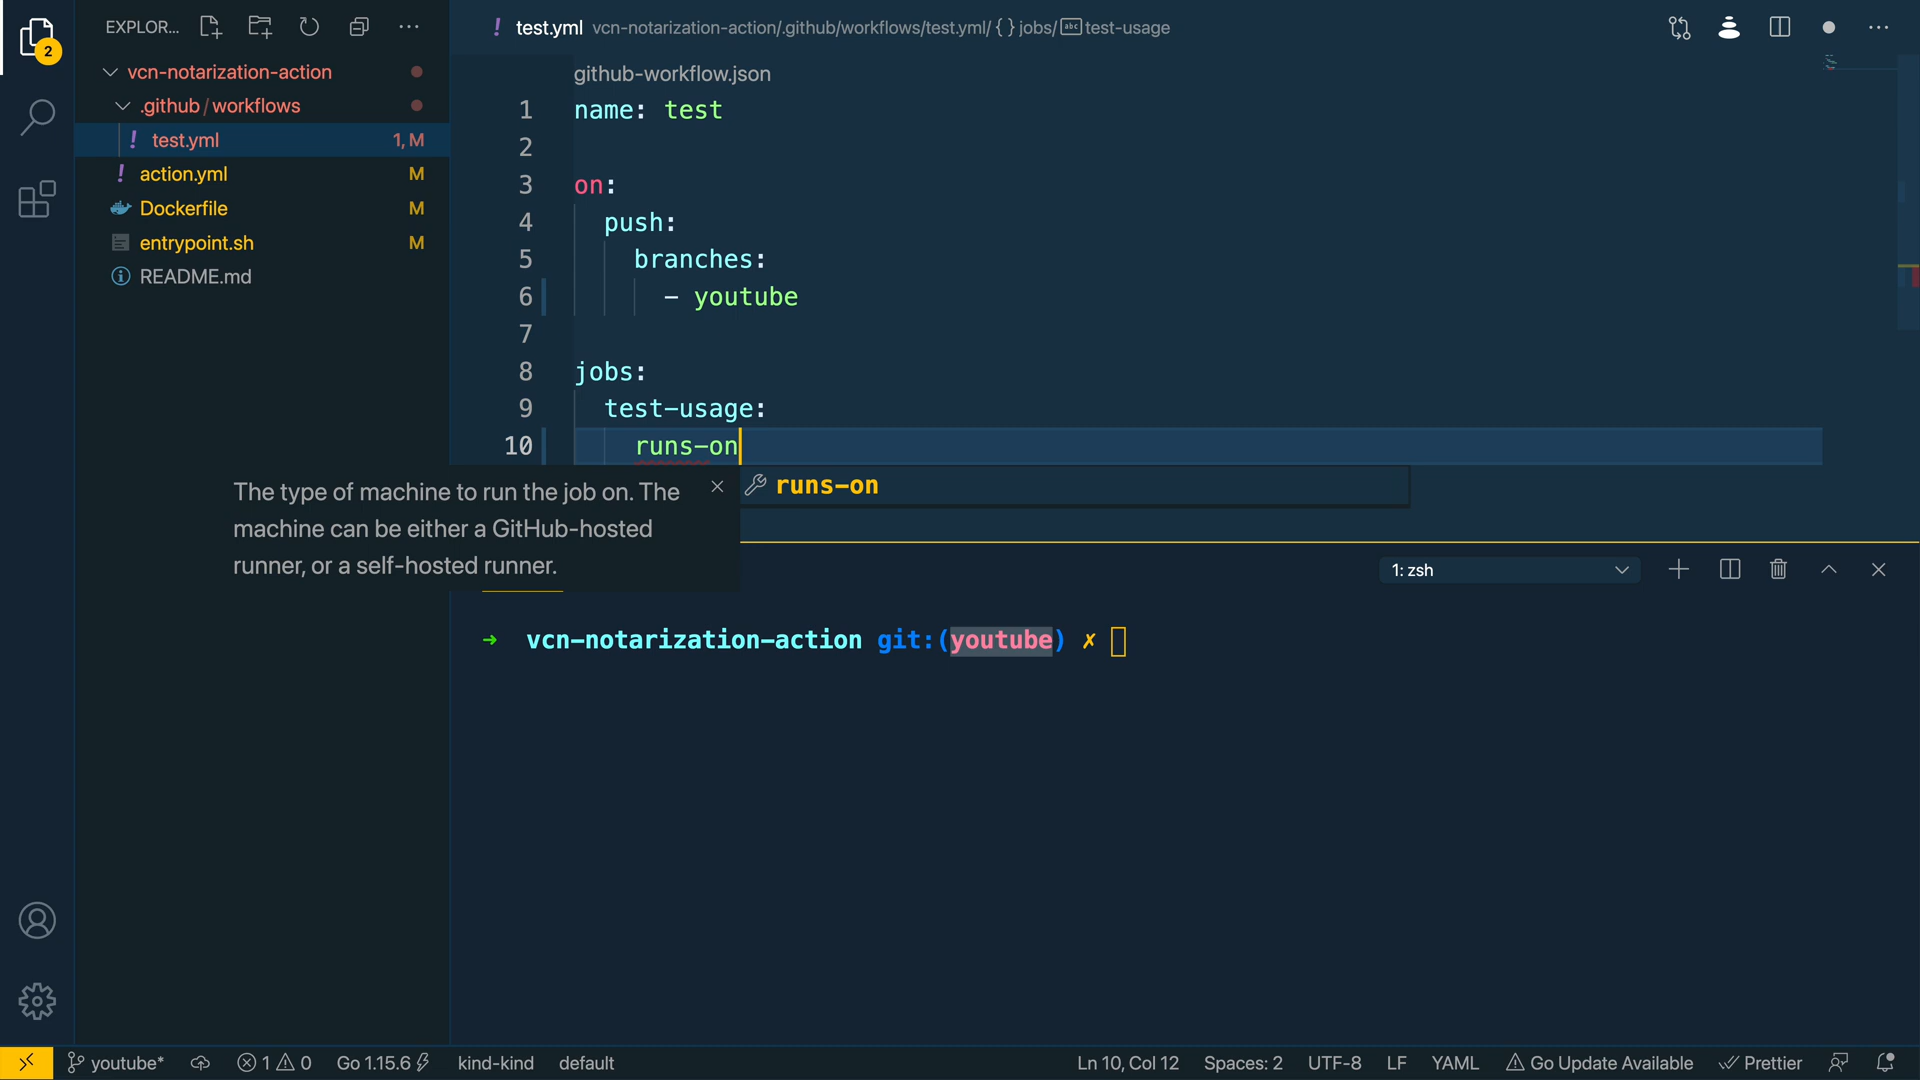 2
EXPLOR...
vcn-notarization-action
.github/workflows
! test.yml 1, M
! action.yml M
Dockerfile M
entrypoint.sh M
README.md
! test.yml vcn-notarization-action/.github/workflows/test.yml/ { } jobs/ abc test-usage
github-workflow.json
1 name: test
2
3 on:
4 push:
5 branches:
6 - youtube
7
8 jobs:
9 test-usage:
10 runs-on
runs-on
The type of machine to run the job on. The
machine can be either a GitHub-hosted
runner, or a self-hosted runner.
1: zsh
➜ vcn-notarization-action git:(youtube) ✗
youtube* 1 0 Go 1.15.6 kind-kind default Ln 10, Col 12 Spaces: 2 UTF-8 LF YAML Go Update Available Prettier